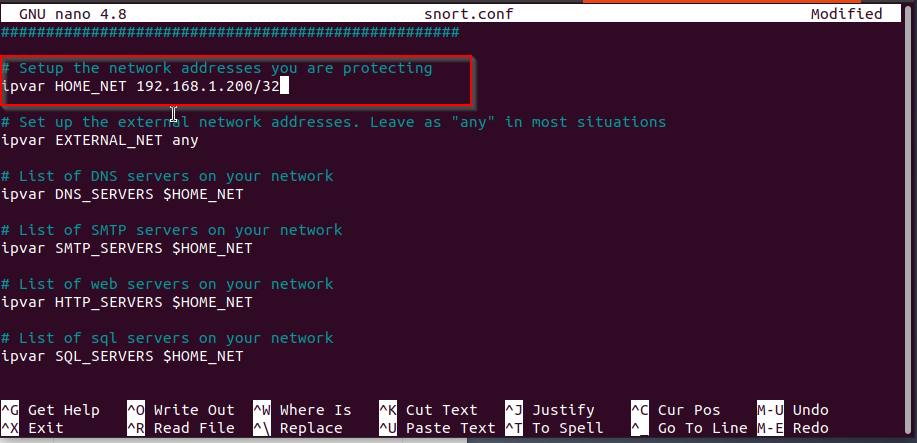 GNU nano 4.8 snort.conf Modified
###################################################
# Setup the network addresses you are protecting
ipvar HOME_NET 192.168.1.200/32
# Set up the external network addresses. Leave as "any" in most situations
ipvar EXTERNAL_NET any
# List of DNS servers on your network
ipvar DNS_SERVERS $HOME_NET
# List of SMTP servers on your network
ipvar SMTP_SERVERS $HOME_NET
# List of web servers on your network
ipvar HTTP_SERVERS $HOME_NET
# List of sql servers on your network
ipvar SQL_SERVERS $HOME_NET
^G Get Help ^O Write Out ^W Where Is ^K Cut Text ^J Justify ^C Cur Pos M-U Undo
^X Exit ^R Read File ^\ Replace ^U Paste Text ^T To Spell ^_ Go To Line M-E Redo